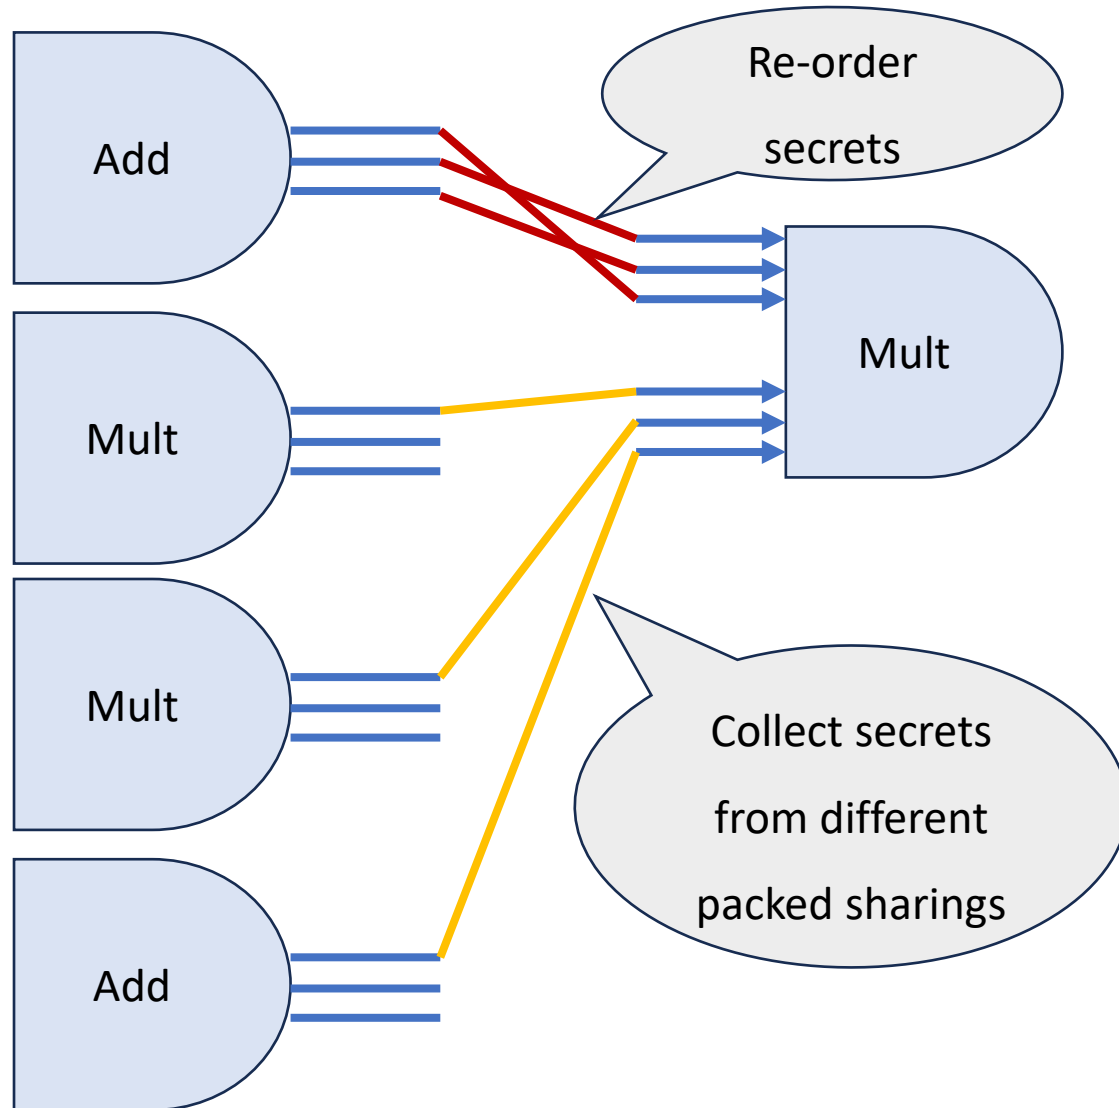 Add
Re-order
secrets
Mult
Mult
Mult
Collect secrets
from different
packed sharings
Add